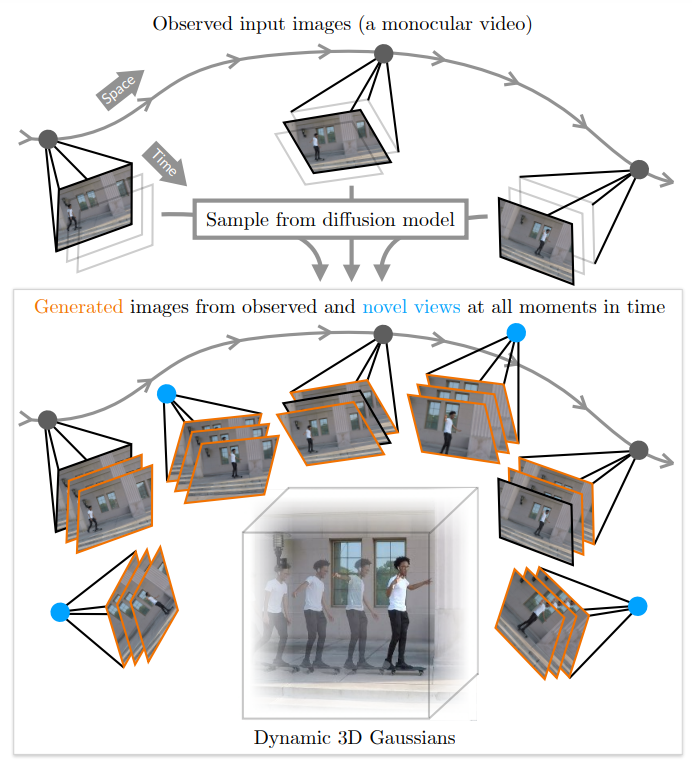 Observed input images (a monocular video)
Space
Time
Sample from diffusion model
Generated images from observed and novel views at all moments in time
Dynamic 3D Gaussians